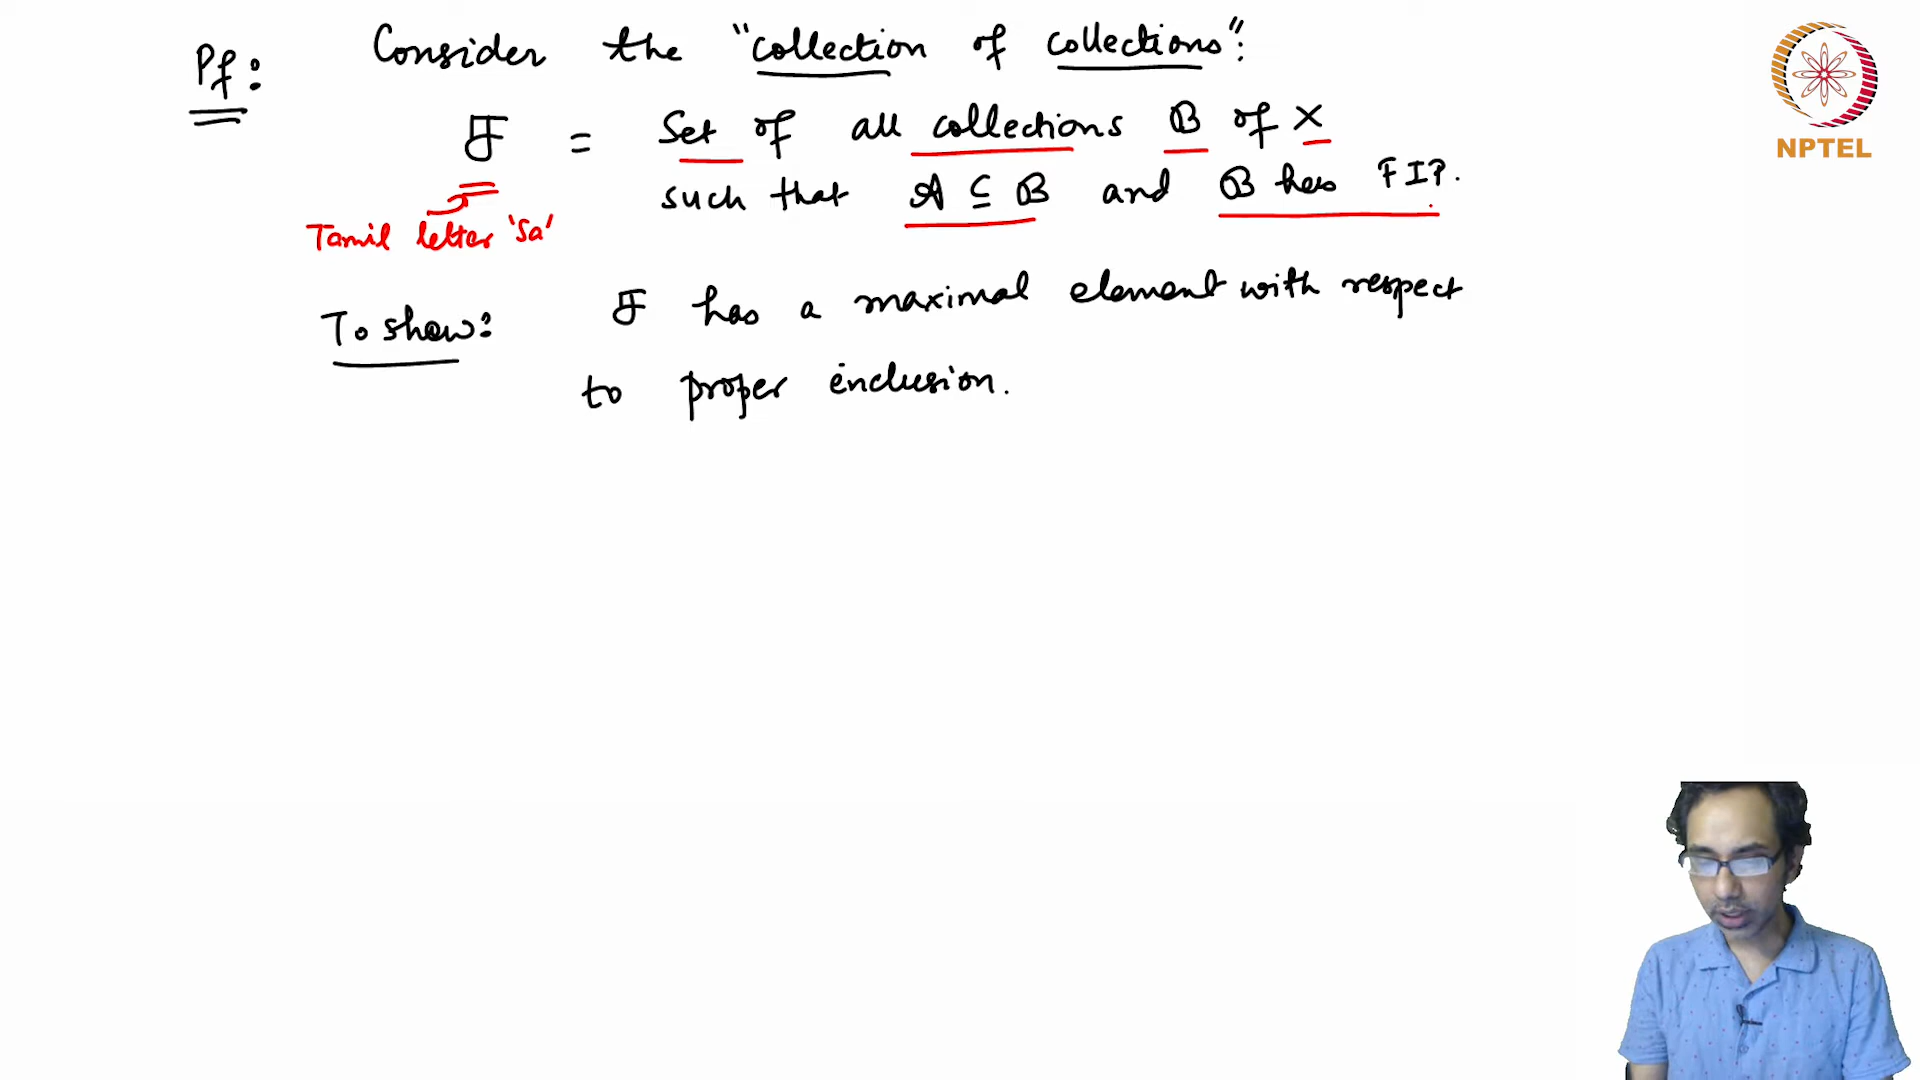 Pf: Consider the "collection of collections":
ச = Set of all collections B of X
such that A ⊆ B and B has FIP.
Tamil letter 'Sa'
To show: ச has a maximal element with respect
to proper inclusion.
NPTEL